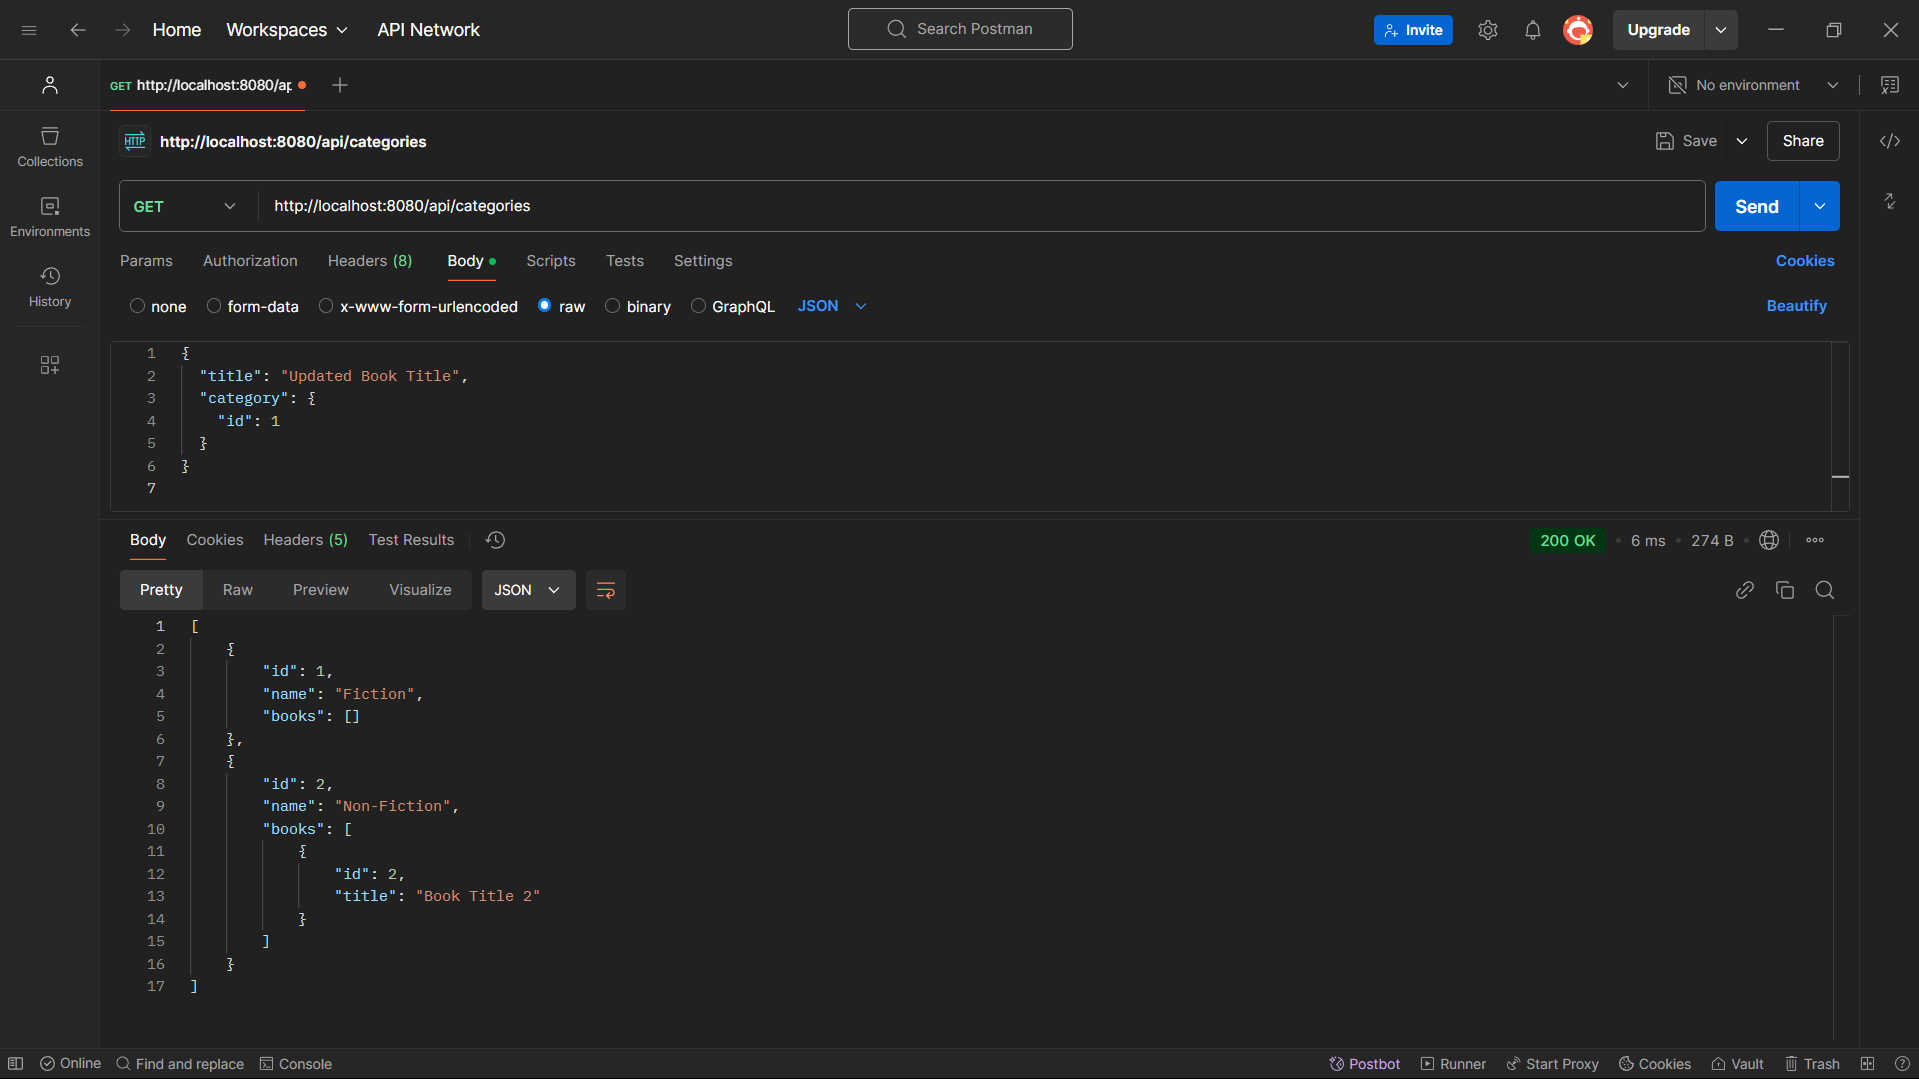 Home Workspaces API Network Search Postman Invite Upgrade
GET http://localhost:8080/ap No environment
HTTP http://localhost:8080/api/categories Save Share
Collections
GET http://localhost:8080/api/categories Send
Environments
Params Authorization Headers (8) Body Scripts Tests Settings Cookies
History
none form-data x-www-form-urlencoded raw binary GraphQL JSON Beautify
1 {
2 "title": "Updated Book Title",
3 "category": {
4 "id": 1
5 }
6 }
7
Body Cookies Headers (5) Test Results 200 OK • 6 ms • 274 B
Pretty Raw Preview Visualize JSON
1 [
2 {
3 "id": 1,
4 "name": "Fiction",
5 "books": []
6 },
7 {
8 "id": 2,
9 "name": "Non-Fiction",
10 "books": [
11 {
12 "id": 2,
13 "title": "Book Title 2"
14 }
15 ]
16 }
17 ]
Online Find and replace Console Postbot Runner Start Proxy Cookies Vault Trash